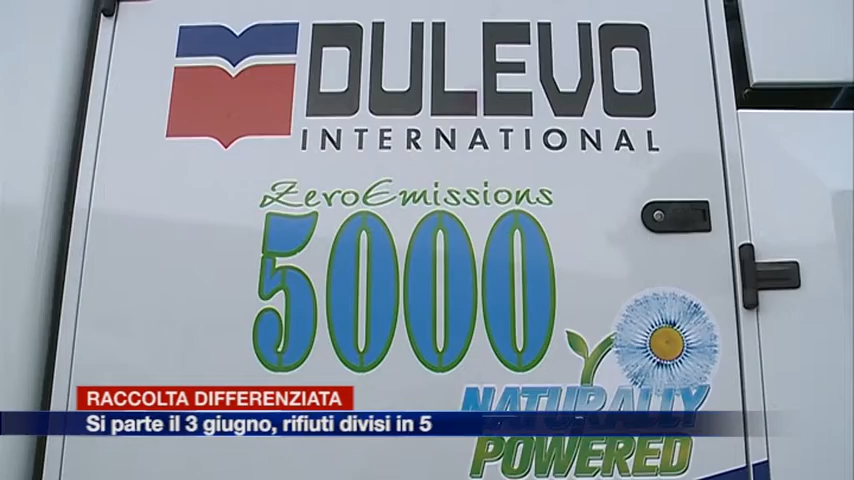 DULEVO
INTERNATIONAL
ZeroEmissions
5000
NATURALLY
POWERED
RACCOLTA DIFFERENZIATA
Si parte il 3 giugno, rifiuti divisi in 5